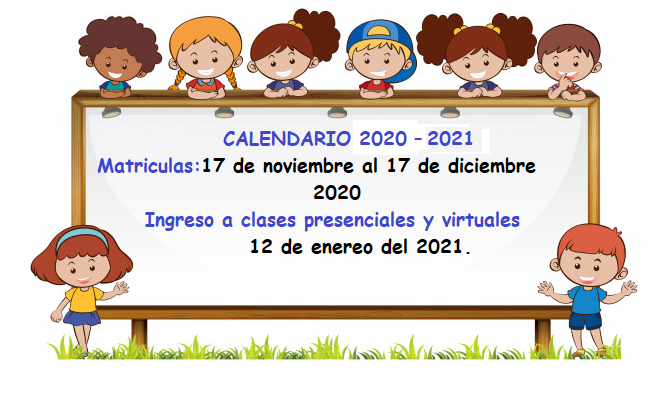 CALENDARIO 2020 - 2021
Matriculas:17 de noviembre al 17 de diciembre
2020
Ingreso a clases presenciales y virtuales
12 de enereo del 2021.